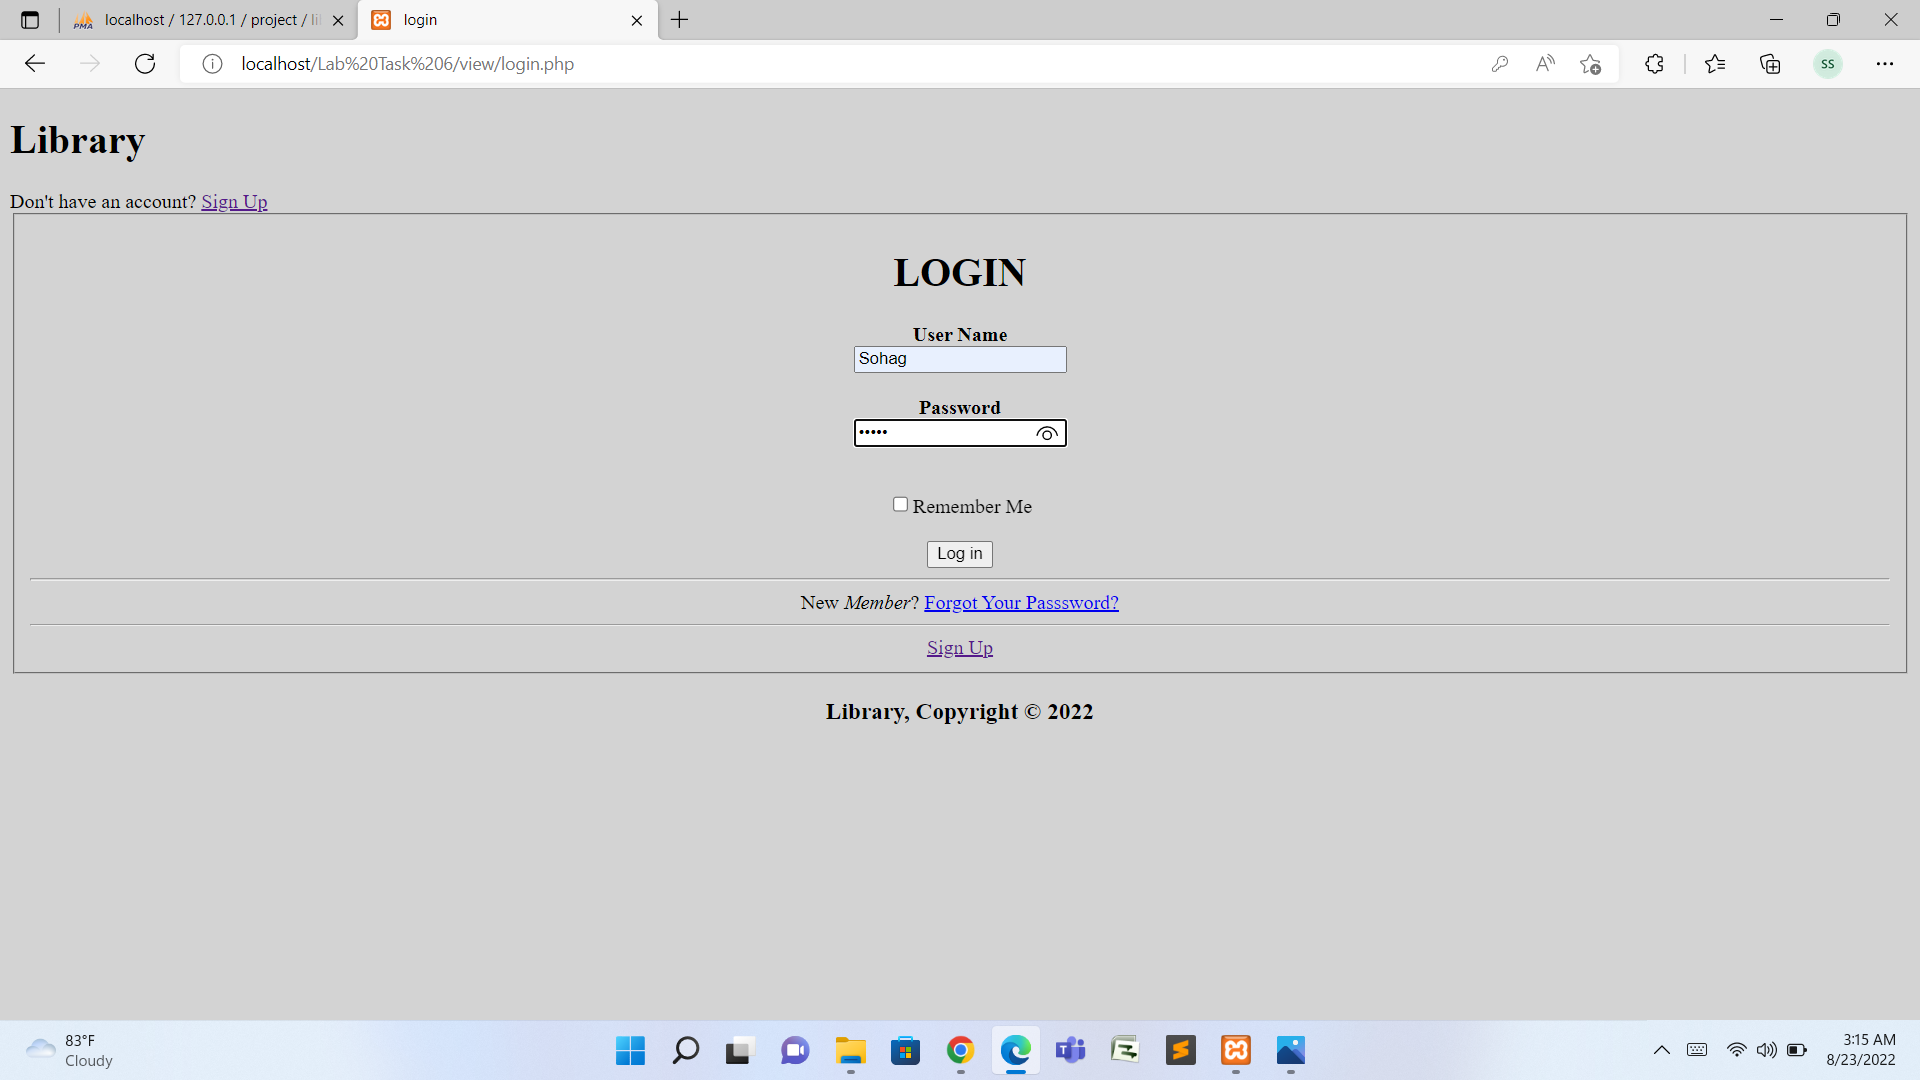 PMA
localhost / 127.0.0.1 / project / li
login
localhost/Lab%20Task%206/view/login.php
SS
Library
Don't have an account? Sign Up
LOGIN
User Name
Sohag
Password
Remember Me
Log in
New Member? Forgot Your Passsword?
Sign Up
Library, Copyright © 2022
83°F
Cloudy
3:15 AM
8/23/2022